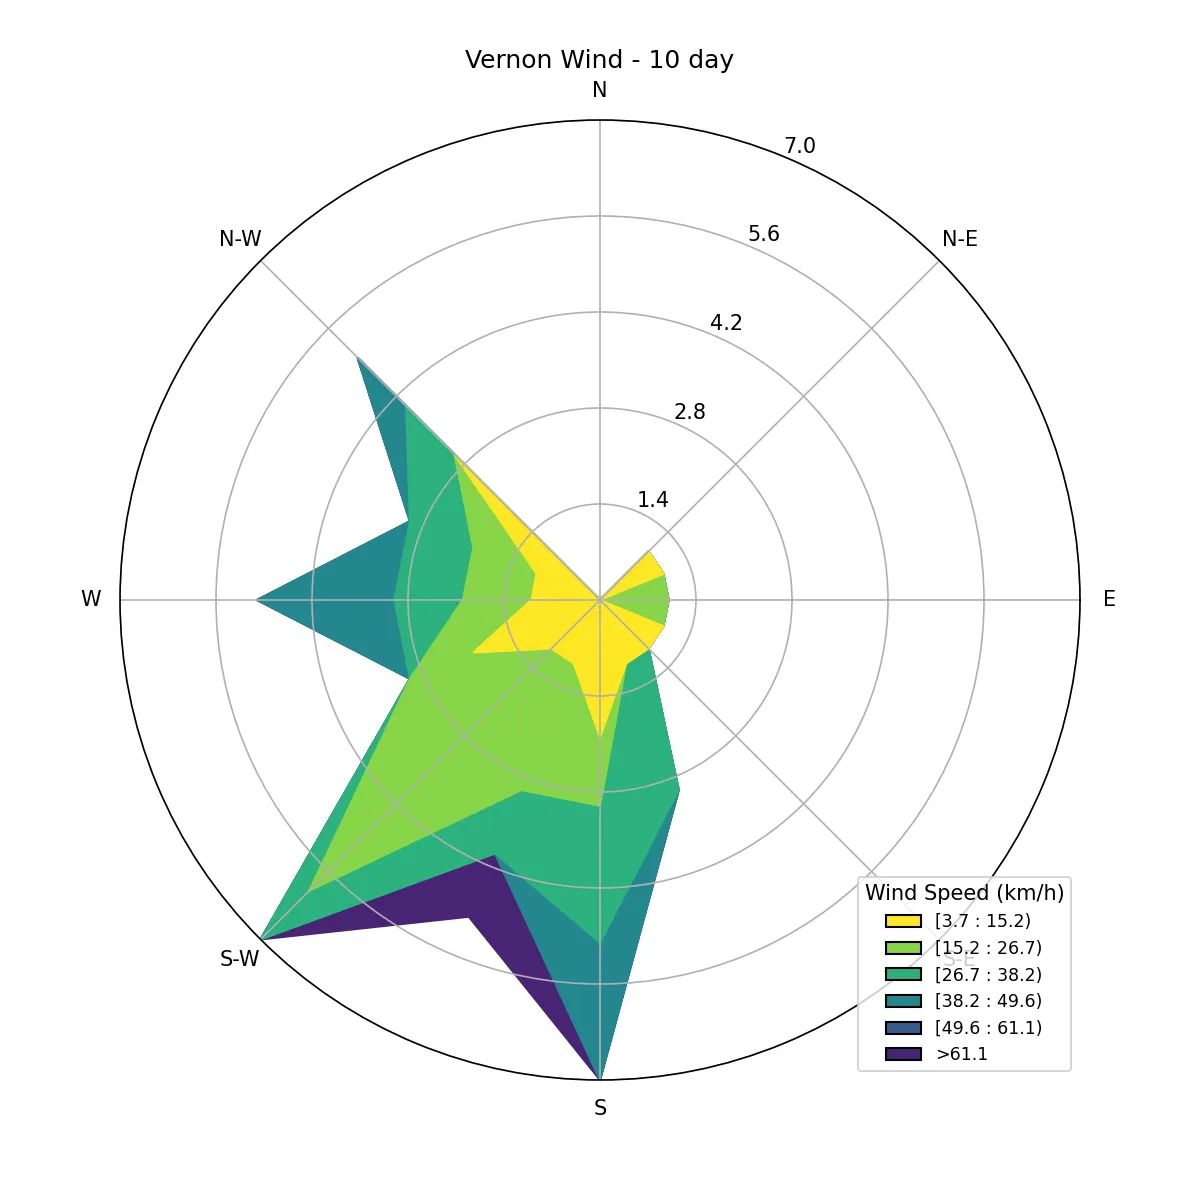 Vernon Wind - 10 day
N
7.0
N-W
5.6
N-E
4.2
2.8
1.4
W
E
Wind Speed (km/h)
[3.7 : 15.2)
[15.2 : 26.7)
S-W
S-E
[26.7 : 38.2)
[38.2 : 49.6)
[49.6 : 61.1)
>61.1
S